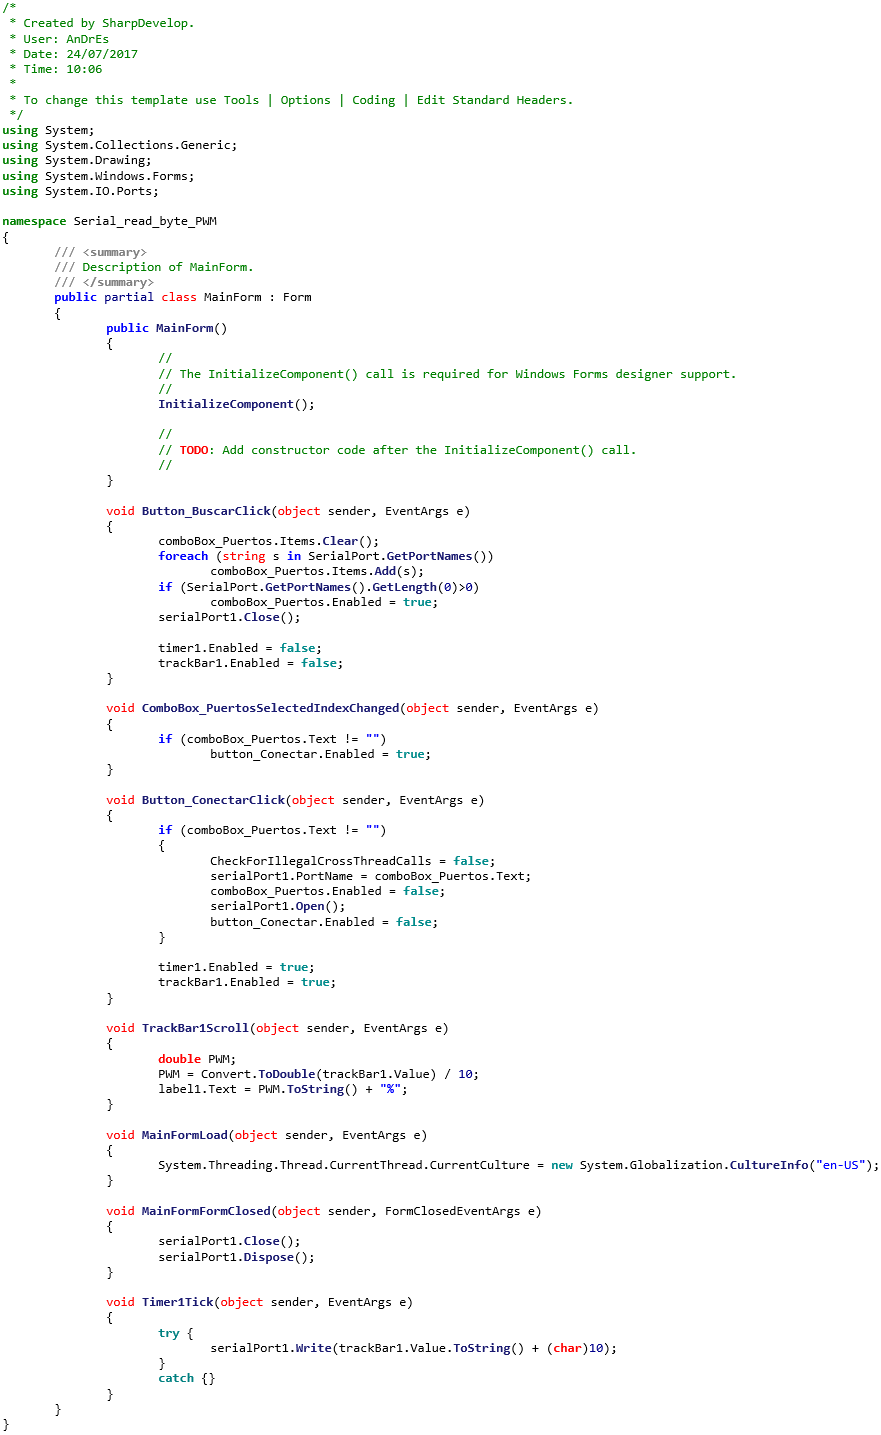 /*
 * Created by SharpDevelop.
 * User: AnDrEs
 * Date: 24/07/2017
 * Time: 10:06
 *
 * To change this template use Tools | Options | Coding | Edit Standard Headers.
 */
using System;
using System.Collections.Generic;
using System.Drawing;
using System.Windows.Forms;
using System.IO.Ports;

namespace Serial_read_byte_PWM
{
	/// <summary>
	/// Description of MainForm.
	/// </summary>
	public partial class MainForm : Form
	{
		public MainForm()
		{
			//
			// The InitializeComponent() call is required for Windows Forms designer support.
			//
			InitializeComponent();

			//
			// TODO: Add constructor code after the InitializeComponent() call.
			//
		}

		void Button_BuscarClick(object sender, EventArgs e)
		{
			comboBox_Puertos.Items.Clear();
			foreach (string s in SerialPort.GetPortNames())
				comboBox_Puertos.Items.Add(s);
			if (SerialPort.GetPortNames().GetLength(0)>0)
				comboBox_Puertos.Enabled = true;
			serialPort1.Close();

			timer1.Enabled = false;
			trackBar1.Enabled = false;
		}

		void ComboBox_PuertosSelectedIndexChanged(object sender, EventArgs e)
		{
			if (comboBox_Puertos.Text != "")
				button_Conectar.Enabled = true;
		}

		void Button_ConectarClick(object sender, EventArgs e)
		{
			if (comboBox_Puertos.Text != "")
			{
				CheckForIllegalCrossThreadCalls = false;
				serialPort1.PortName = comboBox_Puertos.Text;
				comboBox_Puertos.Enabled = false;
				serialPort1.Open();
				button_Conectar.Enabled = false;
			}

			timer1.Enabled = true;
			trackBar1.Enabled = true;
		}

		void TrackBar1Scroll(object sender, EventArgs e)
		{
			double PWM;
			PWM = Convert.ToDouble(trackBar1.Value) / 10;
			label1.Text = PWM.ToString() + "%";
		}

		void MainFormLoad(object sender, EventArgs e)
		{
			System.Threading.Thread.CurrentThread.CurrentCulture = new System.Globalization.CultureInfo("en-US");
		}

		void MainFormFormClosed(object sender, FormClosedEventArgs e)
		{
			serialPort1.Close();
			serialPort1.Dispose();
		}

		void Timer1Tick(object sender, EventArgs e)
		{
			try {
				serialPort1.Write(trackBar1.Value.ToString() + (char)10);
			}
			catch {}
		}
	}
}